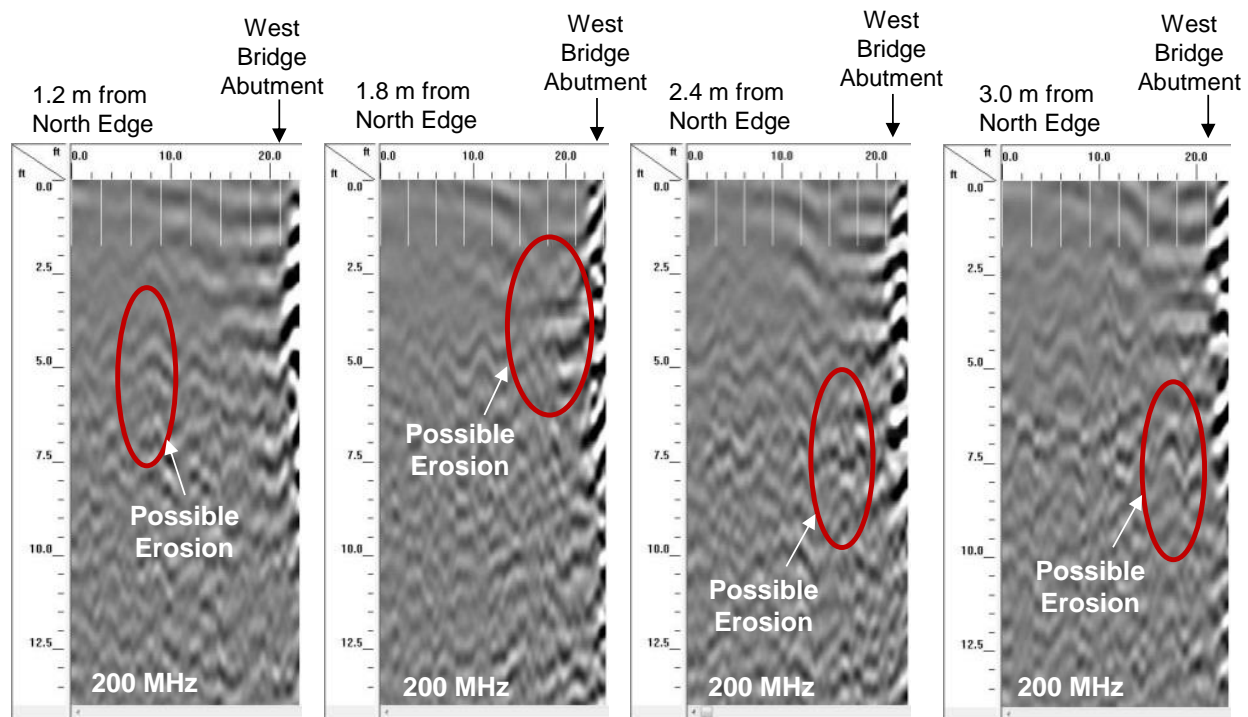 West
Bridge
Abutment
1.2 m from
North Edge
ft
ft
0.0
10.0
20.0
0.0
2.5
5.0
7.5
10.0
12.5
Possible
Erosion
200 MHz
West
Bridge
Abutment
1.8 m from
North Edge
ft
ft
0.0
10.0
20.0
0.0
2.5
5.0
7.5
10.0
12.5
Possible
Erosion
200 MHz
West
Bridge
Abutment
2.4 m from
North Edge
ft
ft
0.0
10.0
20.0
0.0
2.5
5.0
7.5
10.0
12.5
Possible
Erosion
200 MHz
West
Bridge
Abutment
3.0 m from
North Edge
ft
ft
0.0
10.0
20.0
0.0
2.5
5.0
7.5
10.0
12.5
Possible
Erosion
200 MHz